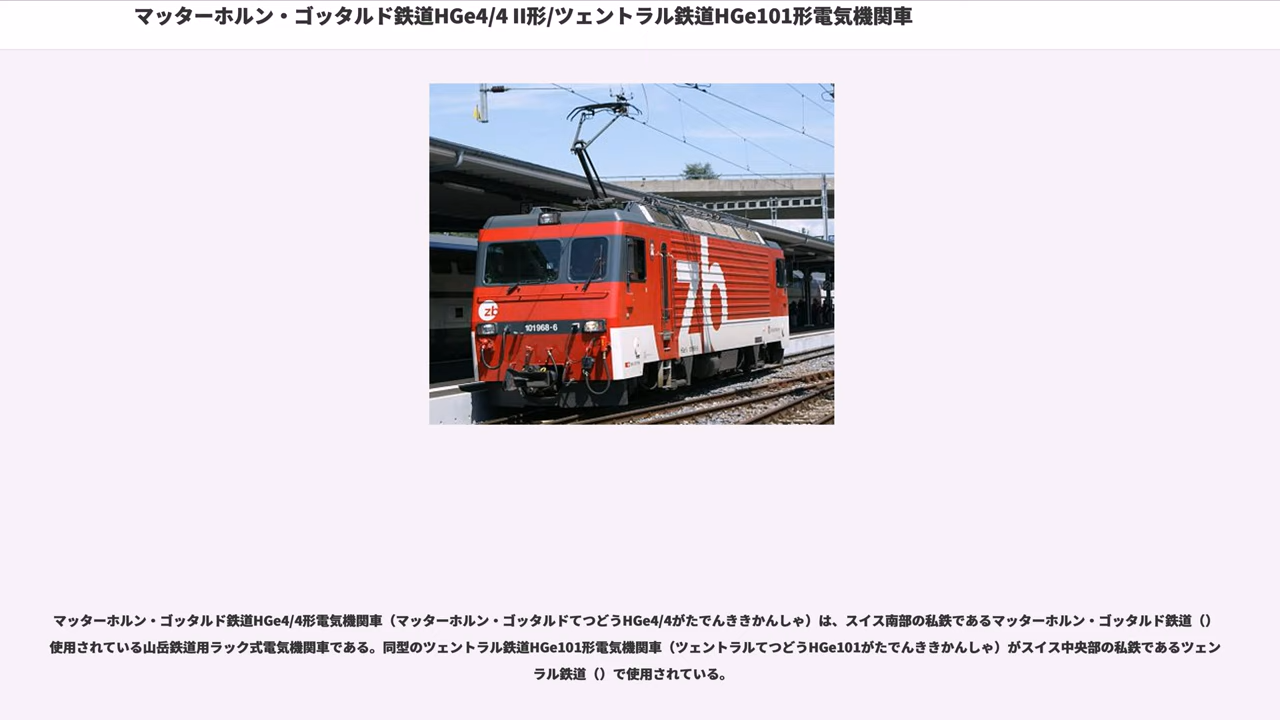 マッターホルン・ゴッタルド鉄道HGe4/4 II形/ツェントラル鉄道HGe101形電気機関車
zb
zb
101968-6
マッターホルン・ゴッタルド鉄道HGe4/4形電気機関車（マッターホルン・ゴッタルドてつどうHGe4/4がたでんききかんしゃ）は、スイス南部の私鉄であるマッターホルン・ゴッタルド鉄道（）
使用されている山岳鉄道用ラック式電気機関車である。同型のツェントラル鉄道HGe101形電気機関車（ツェントラルてつどうHGe101がたでんききかんしゃ）がスイス中央部の私鉄であるツェン
ラル鉄道（）で使用されている。